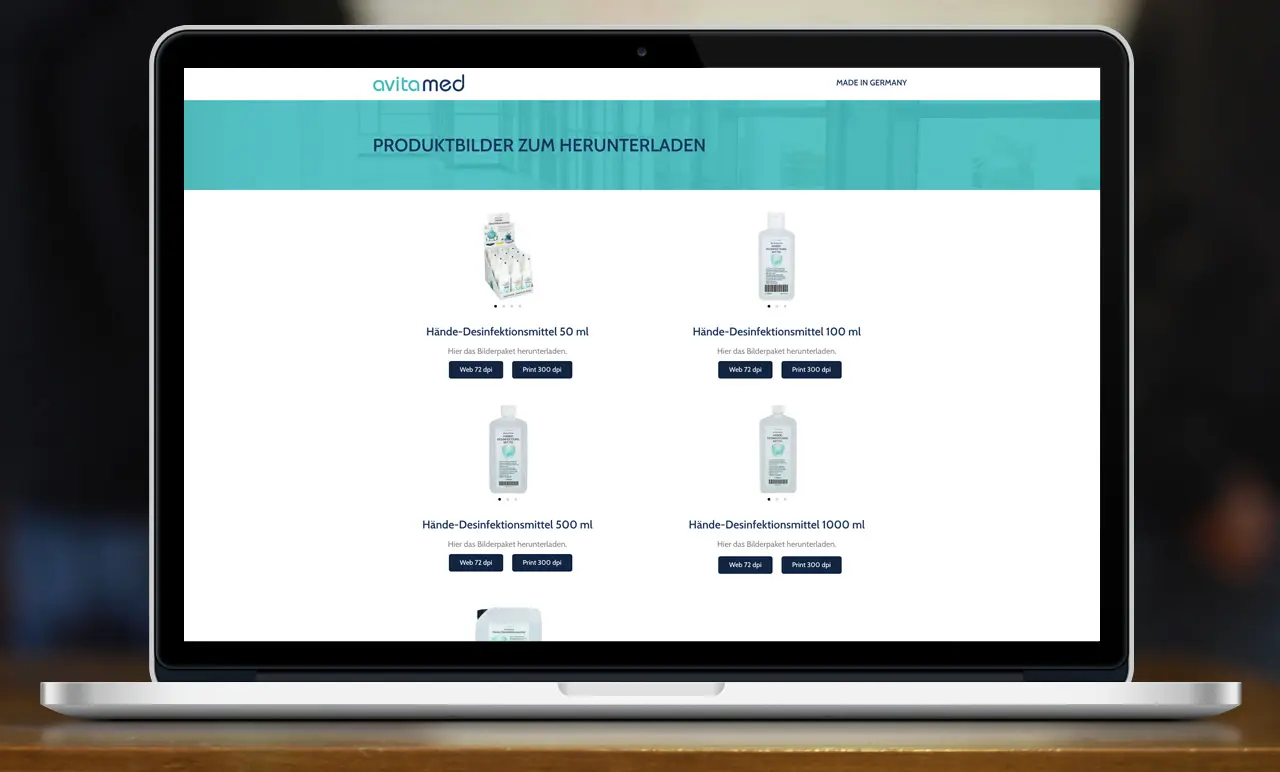 avitamed
MADE IN GERMANY
PRODUKTBILDER ZUM HERUNTERLADEN
Hände-Desinfektionsmittel 50 ml
Hier das Bilderpaket herunterladen.
Web 72 dpi
Print 300 dpi
Hände-Desinfektionsmittel 100 ml
Hier das Bilderpaket herunterladen.
Web 72 dpi
Print 300 dpi
Hände-Desinfektionsmittel 500 ml
Hier das Bilderpaket herunterladen.
Web 72 dpi
Print 300 dpi
Hände-Desinfektionsmittel 1000 ml
Hier das Bilderpaket herunterladen.
Web 72 dpi
Print 300 dpi